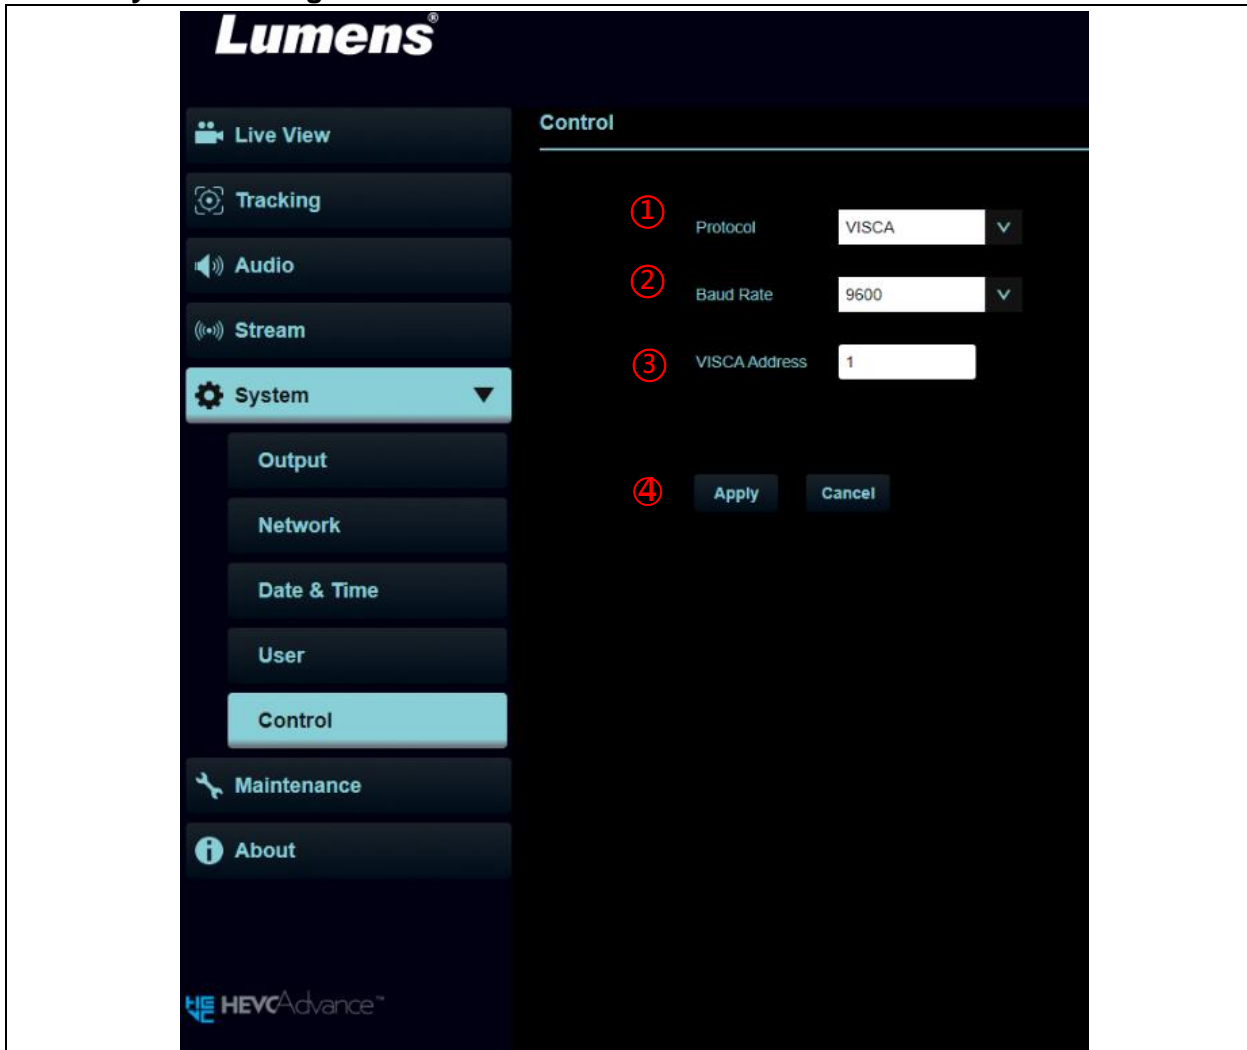 Lumens®
Live View
Tracking
Audio
Stream
System
Output
Network
Date & Time
User
Control
Maintenance
About
HEVCAdvance™
Control
① Protocol VISCA
② Baud Rate 9600
③ VISCA Address 1
④ Apply Cancel